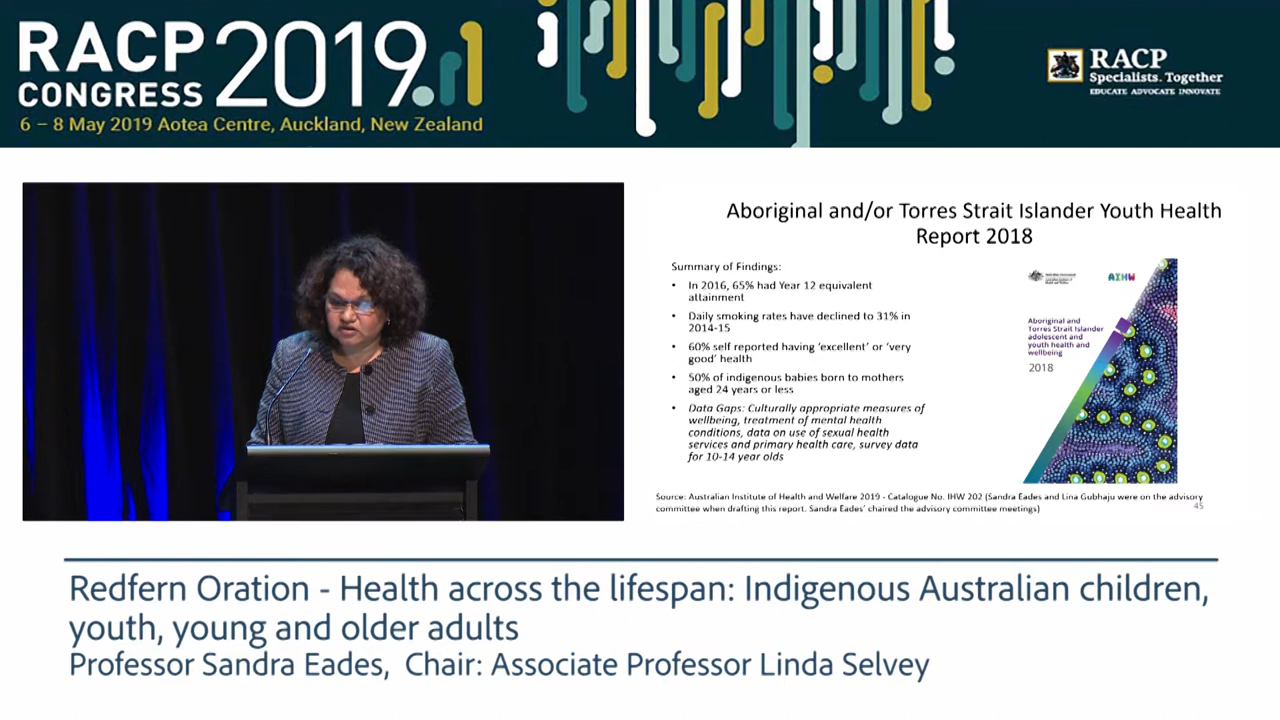 RACP
CONGRESS 2019
6 – 8 May 2019 Aotea Centre, Auckland, New Zealand
RACP
Specialists. Together
EDUCATE ADVOCATE INNOVATE
Aboriginal and/or Torres Strait Islander Youth Health
Report 2018
Summary of Findings:
• In 2016, 65% had Year 12 equivalent
attainment
• Daily smoking rates have declined to 31% in
2014-15
• 60% self reported having ‘excellent’ or ‘very
good’ health
• 50% of indigenous babies born to mothers
aged 24 years or less
• Data Gaps: Culturally appropriate measures of
wellbeing, treatment of mental health
conditions, data on use of sexual health
services and primary health care, survey data
for 10-14 year olds
AIHW
Aboriginal and
Torres Strait Islander
adolescent and
youth health and
wellbeing
2018
Source: Australian Institute of Health and Welfare 2019 - Catalogue No. IHW 202 (Sandra Eades and Lina Gubhaju were on the advisory
committee when drafting this report. Sandra Eades’ chaired the advisory committee meetings)
45
Redfern Oration - Health across the lifespan: Indigenous Australian children,
youth, young and older adults
Professor Sandra Eades, Chair: Associate Professor Linda Selvey